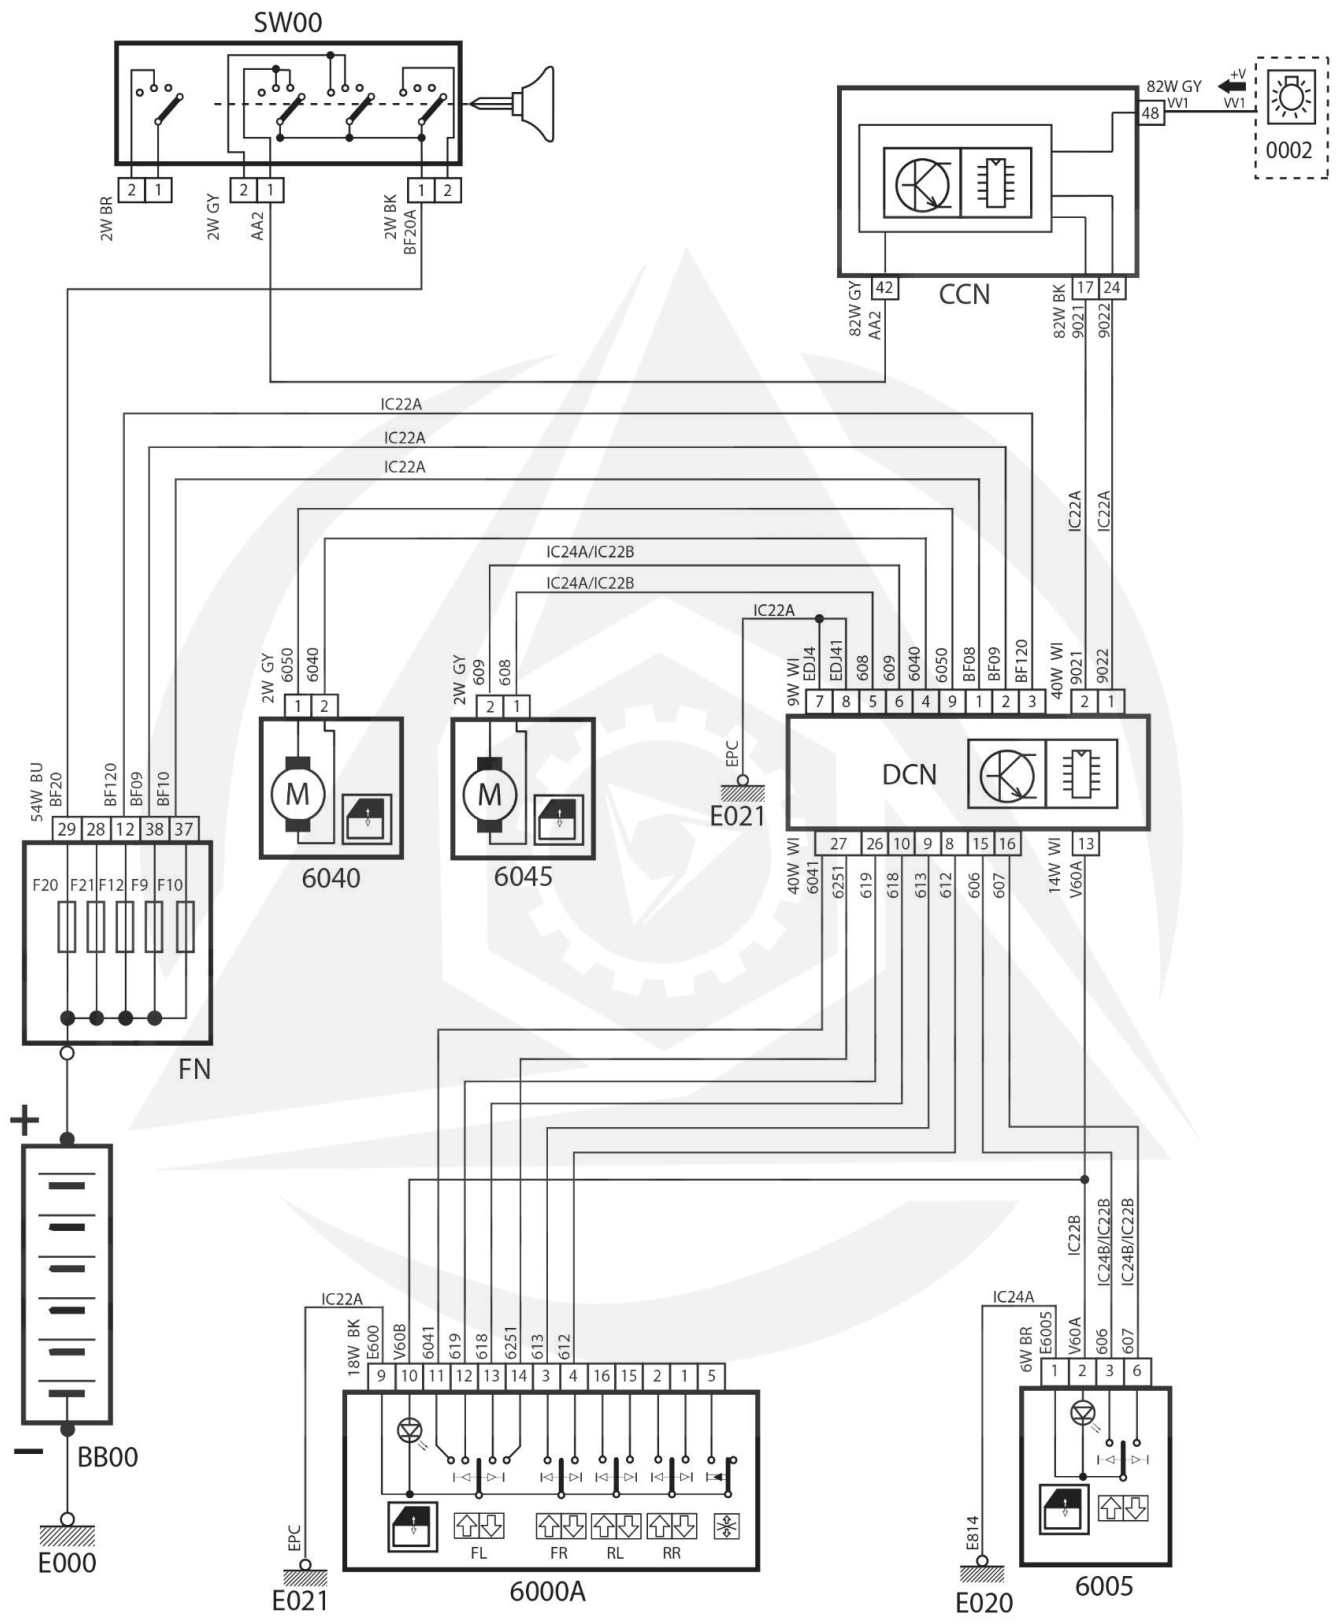 SW00
2 1
2 1
1 2
2W BR
2W GY
AA2
2W BK
BF20A
82W GY
+V
VV1
VV1
48
0002
42
17 24
CCN
82W GY
AA2
82W BK
9021
9022
IC22A
IC22A
IC22A
IC22A
IC22A
IC24A/IC22B
IC24A/IC22B
IC22A
2W GY
6050
6040
1 2
M
6040
2W GY
609
608
2 1
M
6045
EPC
E021
9W WI
EDJ4
EDJ41
608
609
6040
6050
BF08
BF09
BF120
40W WI
9021
9022
7 8 5 6 4 9 1 2 3
2 1
DCN
27 26 10 9 8 15 16
13
40W WI
6041
6251
619
618
613
612
606
607
14W WI
V60A
54W BU
BF20
BF120
BF09
BF10
29 28 12 38 37
F20 F21 F12 F9 F10
FN
+
−
BB00
E000
IC22A
EPC
E021
18W BK
E600
V60B
6041
619
618
6251
613
612
9 10 11 12 13 14 3 4 16 15 2 1 5
FL FR RL RR
6000A
IC22B
IC24B/IC22B
IC24B/IC22B
IC24A
E814
E020
6W BR
E6005
V60A
606
607
1 2 3 6
6005